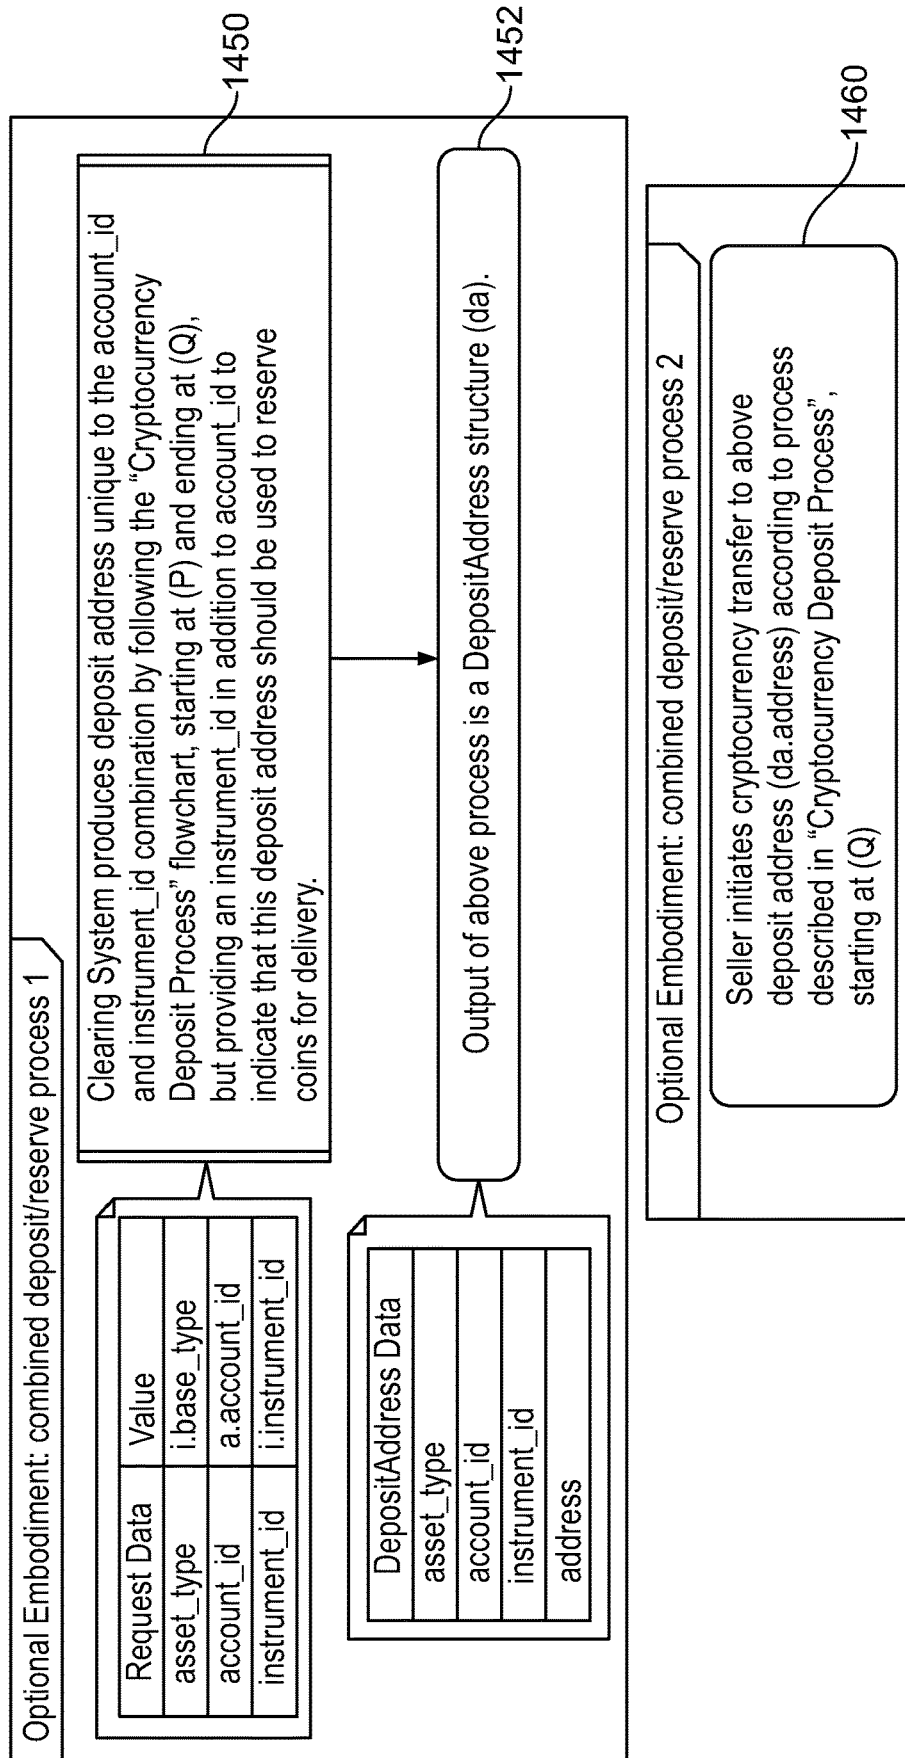 Optional Embodiment: combined deposit/reserve process 1
Request Data Value
asset_type i.base_type
account_id a.account_id
instrument_id i.instrument_id
Clearing System produces deposit address unique to the account_id
and instrument_id combination by following the “Cryptocurrency
Deposit Process” flowchart, starting at (P) and ending at (Q),
but providing an instrument_id in addition to account_id to
indicate that this deposit address should be used to reserve
coins for delivery.
1450
DepositAddress Data
asset_type
account_id
instrument_id
address
Output of above process is a DepositAddress structure (da).
1452
Optional Embodiment: combined deposit/reserve process 2
Seller initiates cryptocurrency transfer to above
deposit address (da.address) according to process
described in “Cryptocurrency Deposit Process”,
starting at (Q)
1460